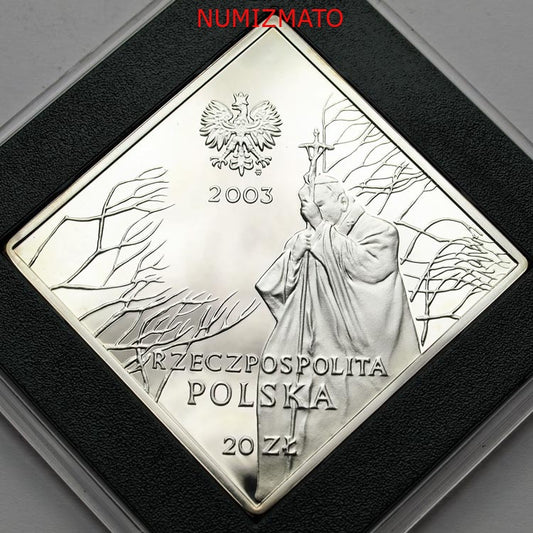 NUMIZMATO
2003
RZECZPOSPOLITA
POLSKA
20 ZŁ